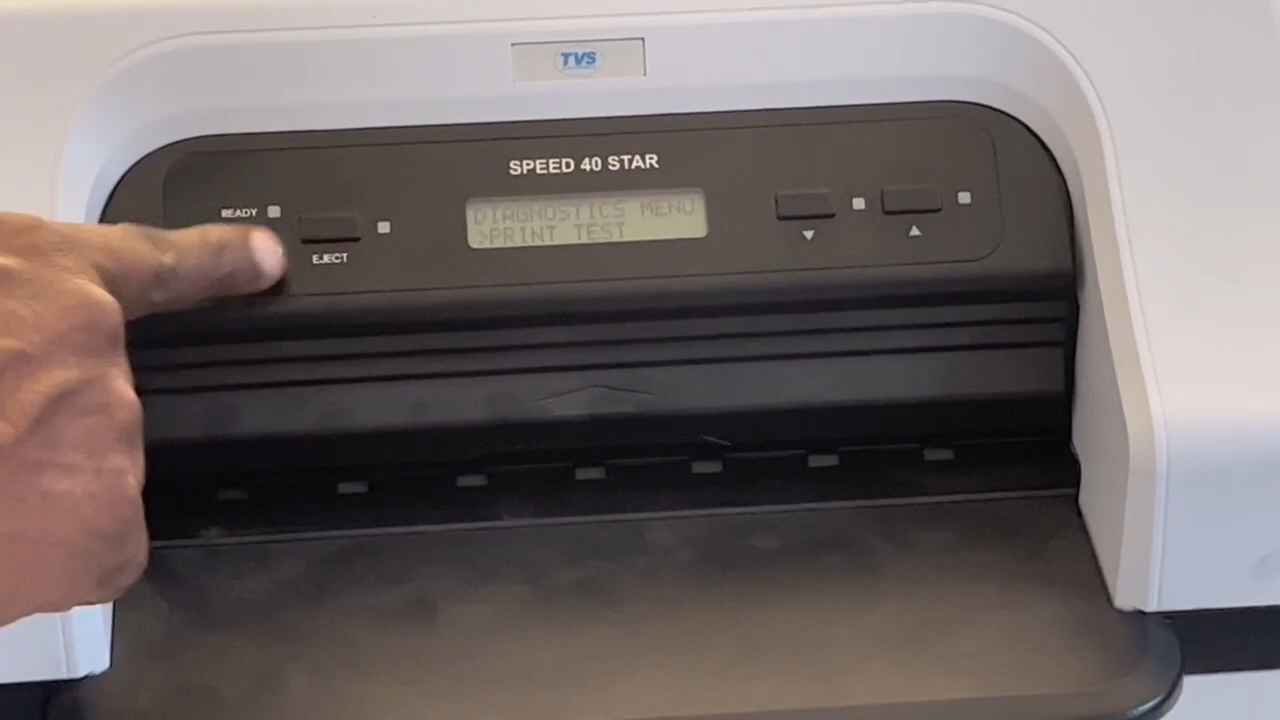 TVS
SPEED 40 STAR
READY
DIAGNOSTICS MENU
>PRINT TEST
EJECT